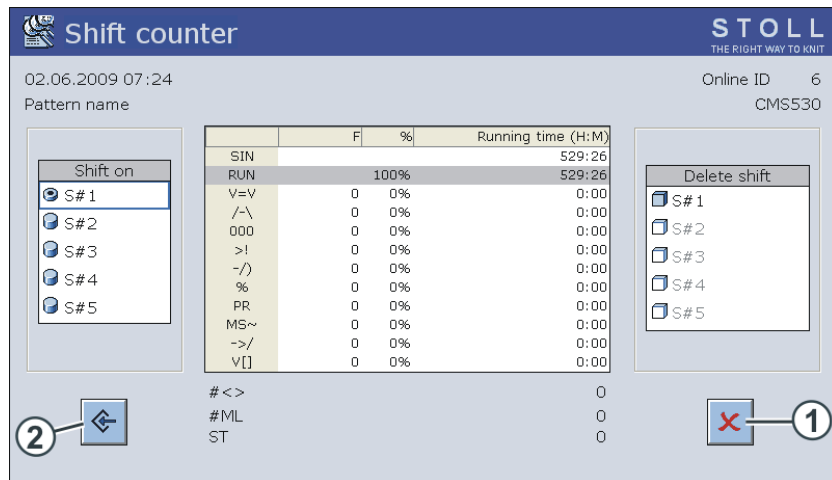 Shift counter
STOLL
THE RIGHT WAY TO KNIT
02.06.2009 07:24
Online ID 6
Pattern name
CMS530
Shift on
S#1
S#2
S#3
S#4
S#5
F % Running time (H:M)
SIN 529:26
RUN 100% 529:26
V=V 0 0% 0:00
/-\ 0 0% 0:00
000 0 0% 0:00
>! 0 0% 0:00
-/) 0 0% 0:00
% 0 0% 0:00
PR 0 0% 0:00
MS~ 0 0% 0:00
->/ 0 0% 0:00
V[] 0 0% 0:00
Delete shift
S#1
S#2
S#3
S#4
S#5
#<> 0
#ML 0
ST 0
2
1